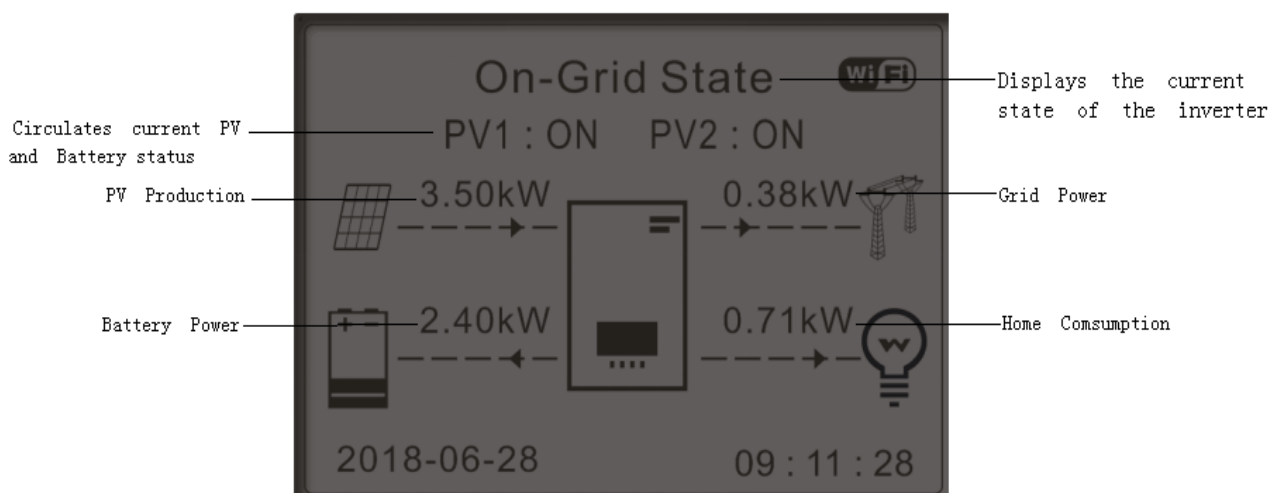 On-Grid State
WiFi
Displays the current
state of the inverter
Circulates current PV
and Battery status
PV1 : ON PV2 : ON
PV Production
3.50kW
0.38kW
Grid Power
Battery Power
+ -
2.40kW
0.71kW
Home Comsumption
2018-06-28
09 : 11 : 28